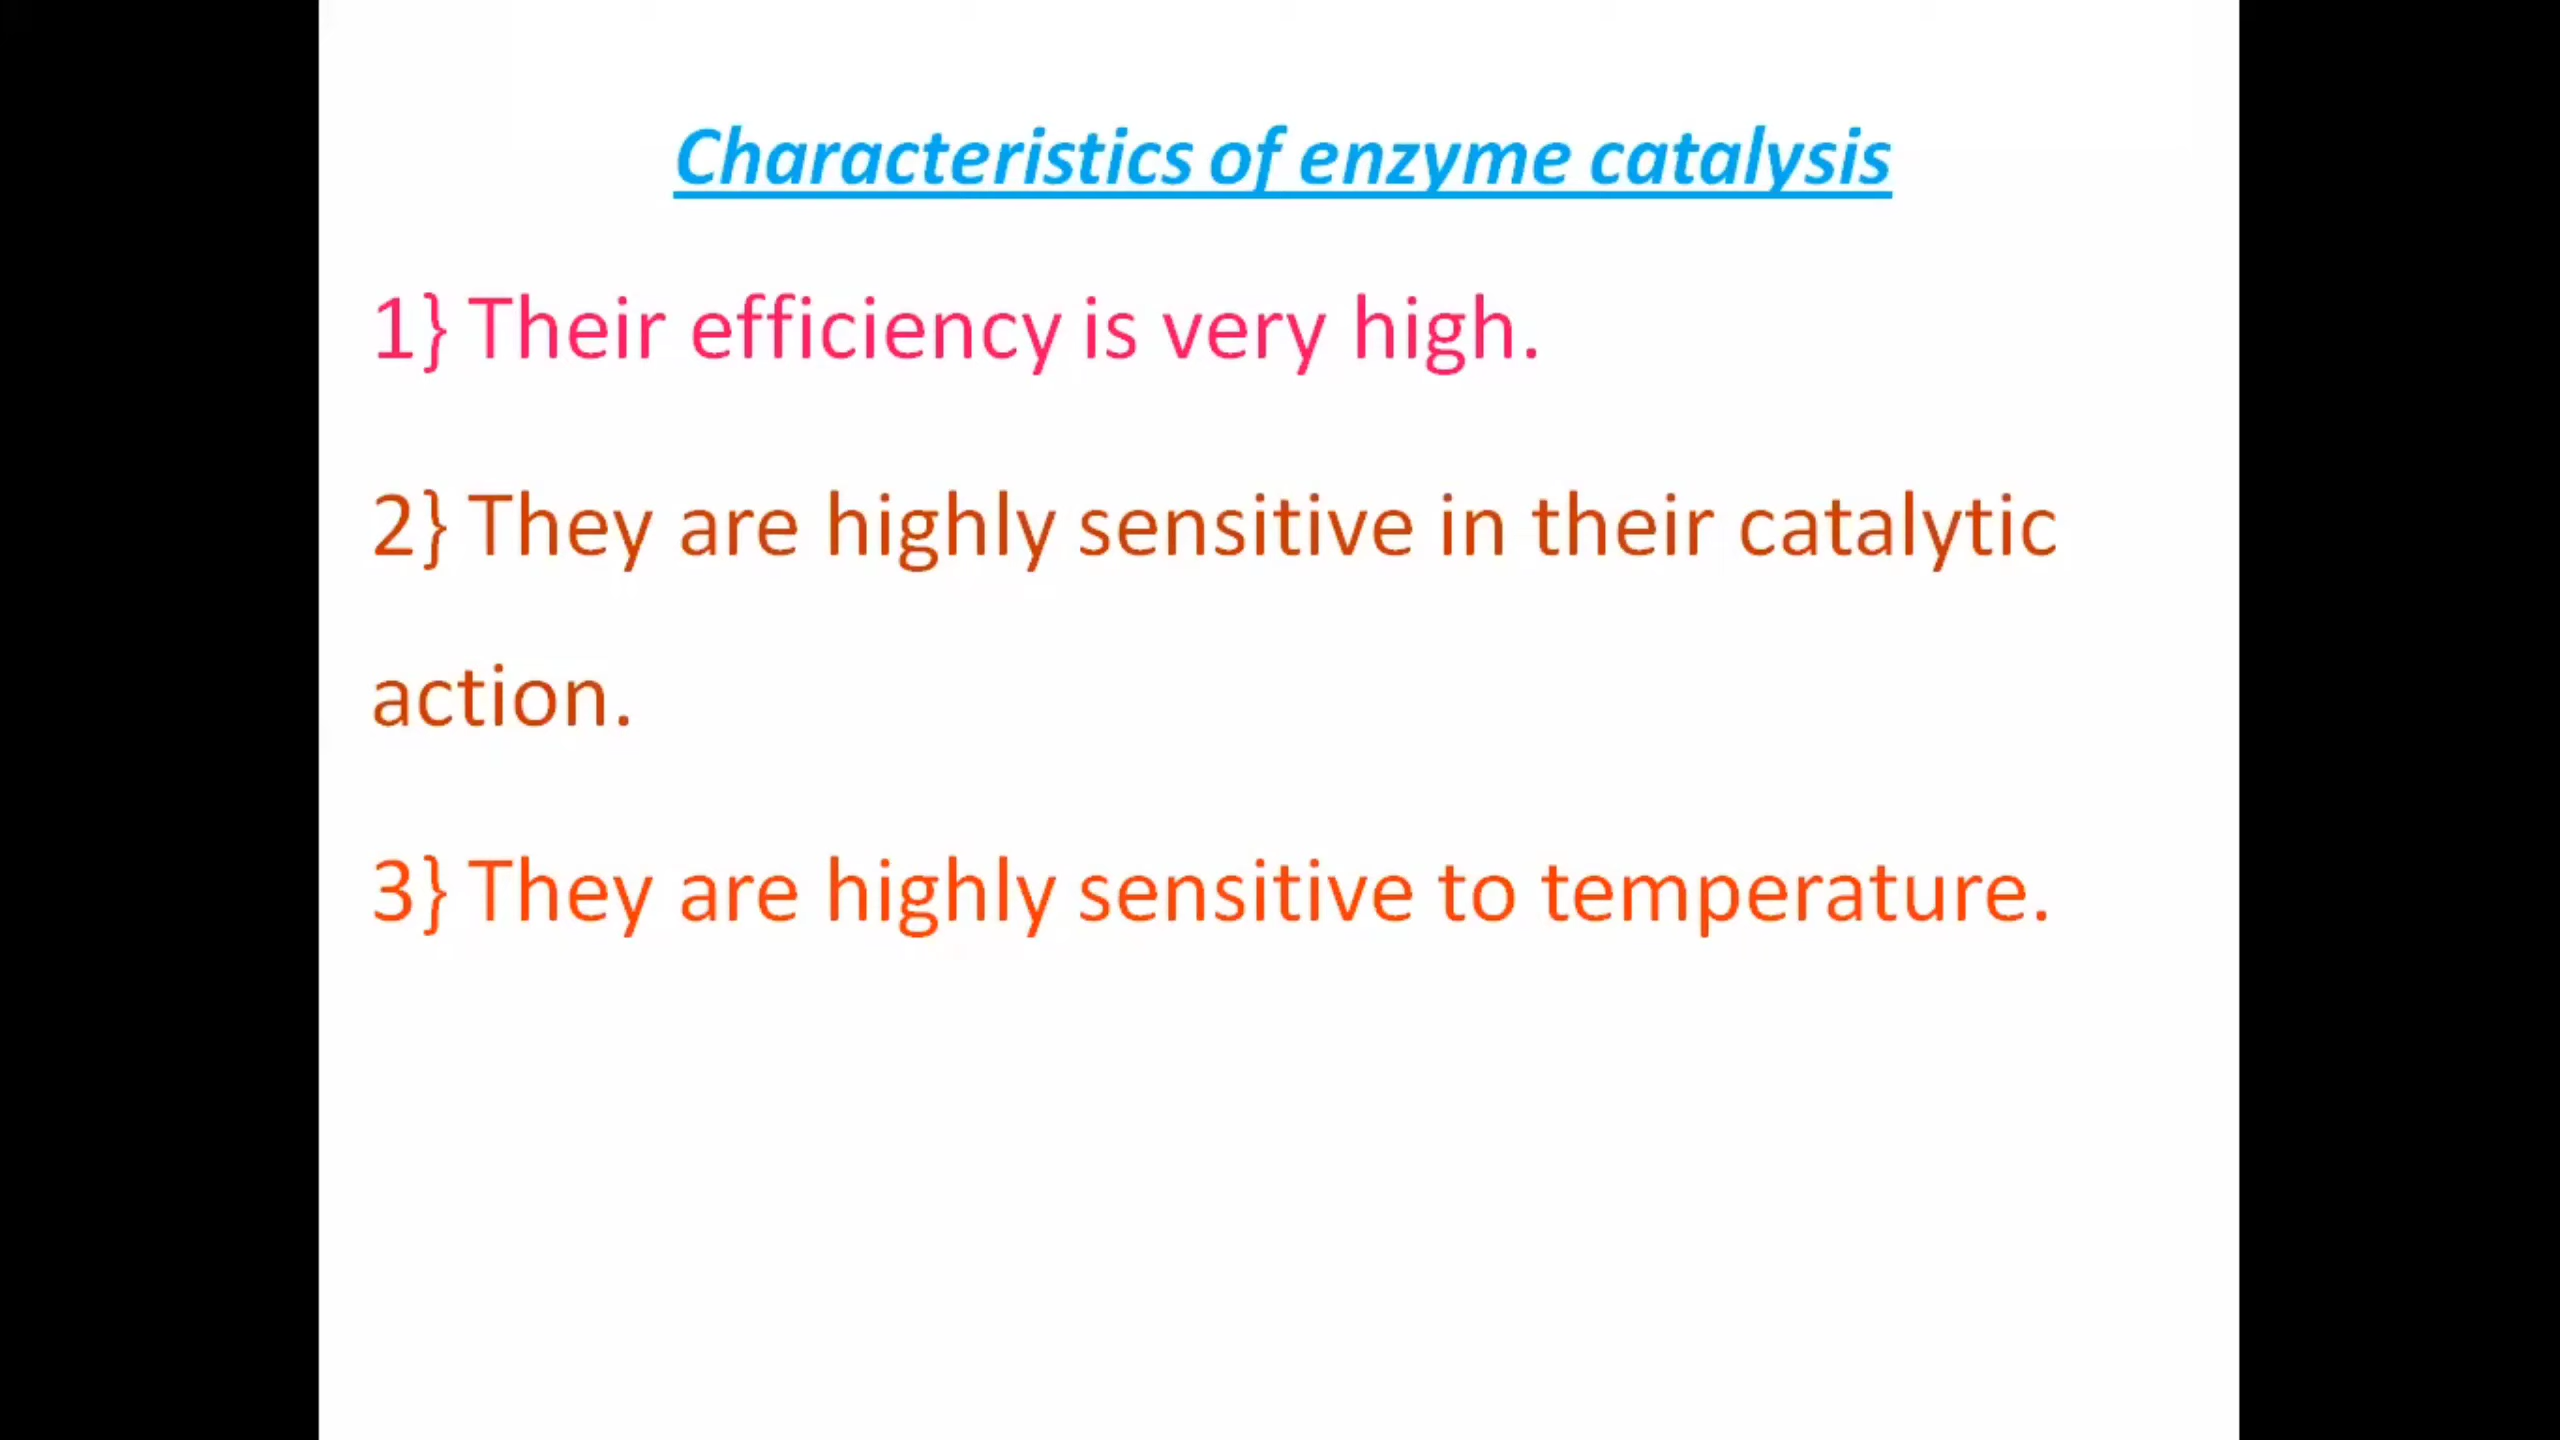 Characteristics of enzyme catalysis
1} Their efficiency is very high.
2} They are highly sensitive in their catalytic
action.
3} They are highly sensitive to temperature.